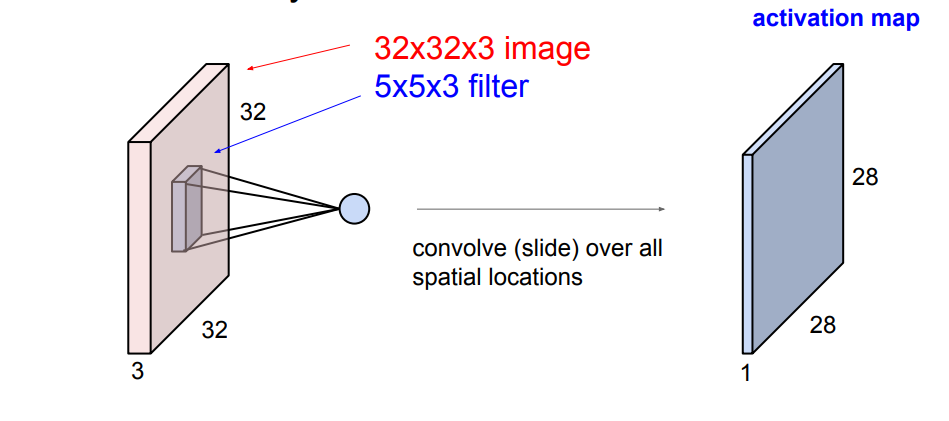 activation map
32x32x3 image
5x5x3 filter
32
28
convolve (slide) over all
spatial locations
32
28
3
1